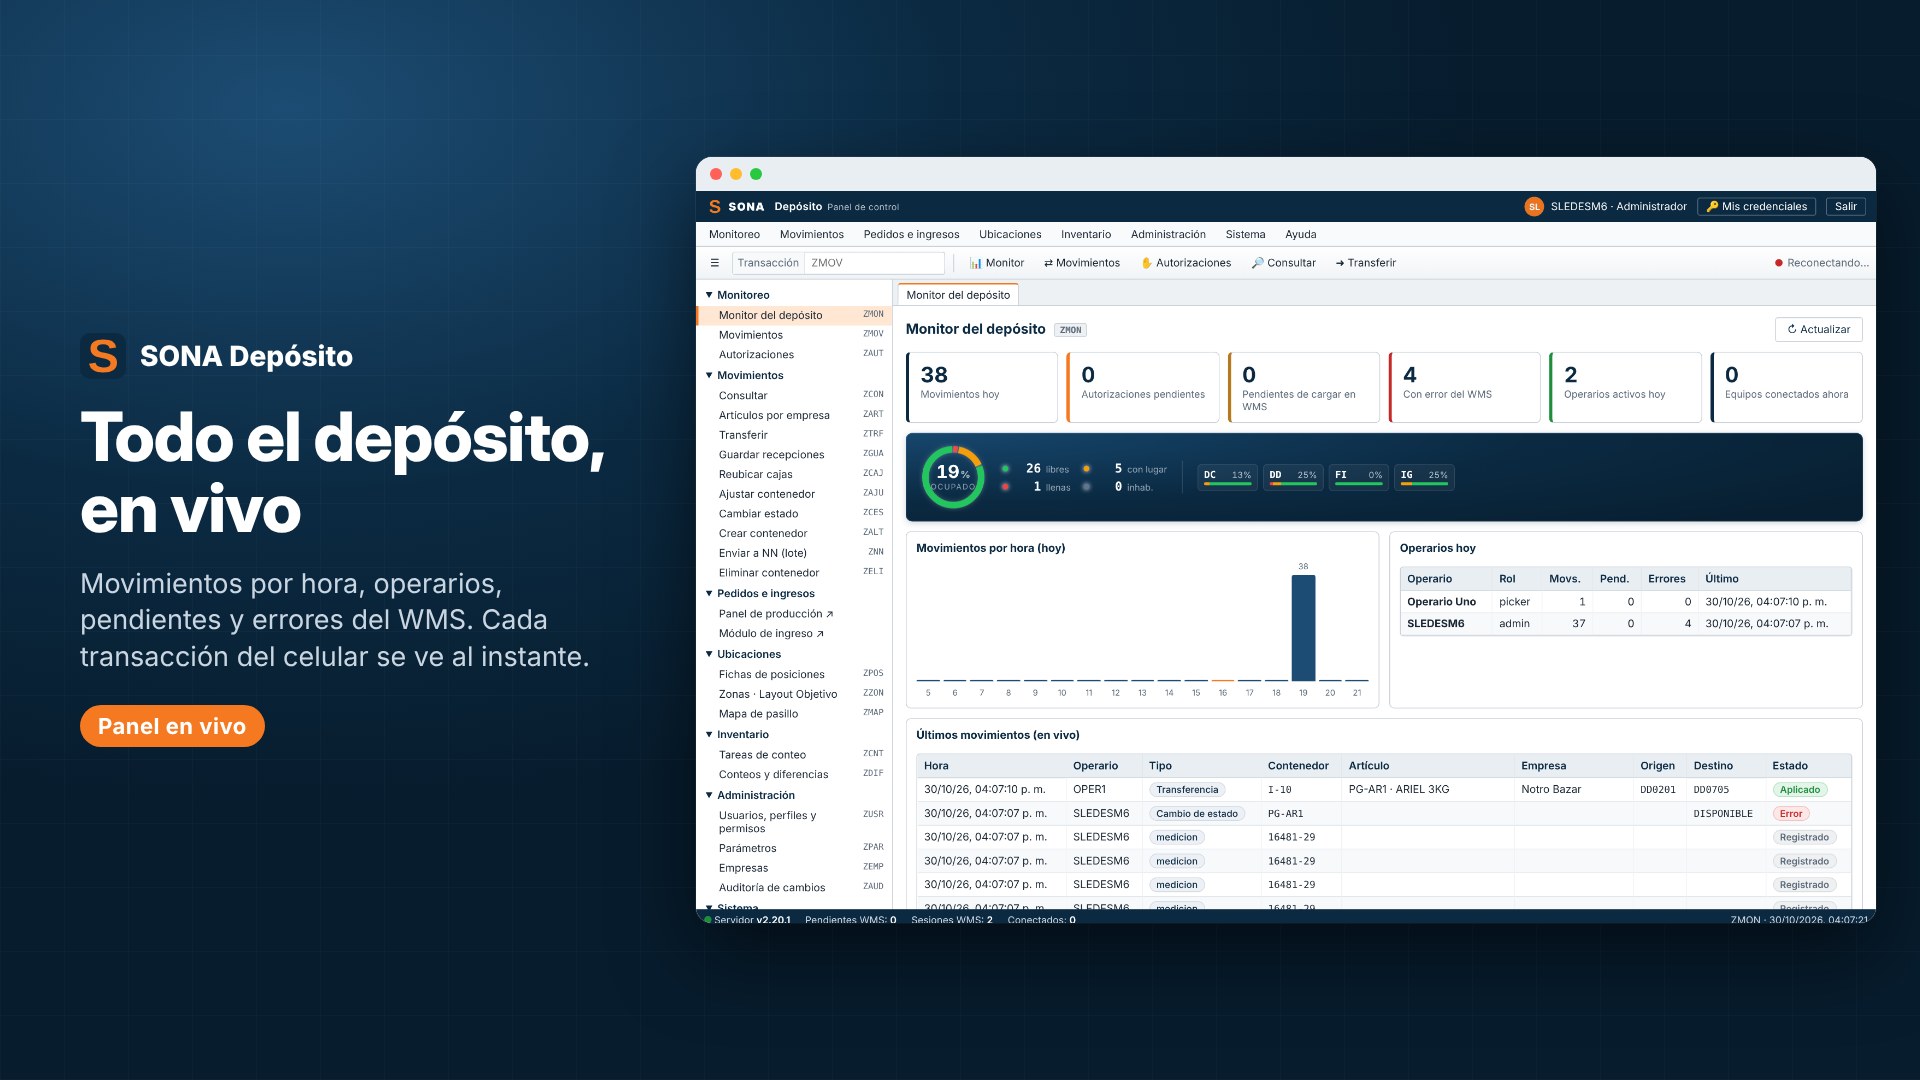 S SONA Depósito
Todo el depósito,
en vivo
Movimientos por hora, operarios,
pendientes y errores del WMS. Cada
transacción del celular se ve al instante.
Panel en vivo
S SONA Depósito Panel de control
SL SLEDESM6 · Administrador
🔑 Mis credenciales
Salir
Monitoreo Movimientos Pedidos e ingresos Ubicaciones Inventario Administración Sistema Ayuda
☰ Transacción ZMOV 📊 Monitor ⇄ Movimientos ✋ Autorizaciones 🔎 Consultar ➜ Transferir
Reconectando...
▼ Monitoreo
Monitor del depósito ZMON
Movimientos ZMOV
Autorizaciones ZAUT
▼ Movimientos
Consultar ZCON
Articulos por empresa ZART
Transferir ZTRF
Guardar recepciones ZGUA
Reubicar cajas ZCAJ
Ajustar contenedor ZAJU
Cambiar estado ZCES
Crear contenedor ZALT
Enviar a NN (lote) ZNN
Eliminar contenedor ZELI
▼ Pedidos e ingresos
Panel de producción ↗
Módulo de ingreso ↗
▼ Ubicaciones
Fichas de posiciones ZPOS
Zonas · Layout Objetivo ZZON
Mapa de pasillo ZMAP
▼ Inventario
Tareas de conteo ZCNT
Conteos y diferencias ZDIF
▼ Administración
Usuarios, perfiles y permisos ZUSR
Parámetros ZPAR
Empresas ZEMP
Auditoría de cambios ZAUD
▼ Sistema
Monitor del depósito
Monitor del depósito ZMON
↻ Actualizar
38
Movimientos hoy
0
Autorizaciones pendientes
0
Pendientes de cargar en
WMS
4
Con error del WMS
2
Operarios activos hoy
0
Equipos conectados ahora
19%
OCUPADO
26 libres 5 con lugar
1 llenas 0 inhab.
DC 13% DD 25% FI 0% IG 25%
Movimientos por hora (hoy)
38
5 6 7 8 9 10 11 12 13 14 15 16 17 18 19 20 21
Operarios hoy
Operario Rol Movs. Pend. Errores Último
Operario Uno picker 1 0 0 30/10/26, 04:07:10 p. m.
SLEDESM6 admin 37 0 4 30/10/26, 04:07:07 p. m.
Últimos movimientos (en vivo)
Hora Operario Tipo Contenedor Artículo Empresa Origen Destino Estado
30/10/26, 04:07:10 p. m. OPER1 Transferencia I-10 PG-AR1 · ARIEL 3KG Notro Bazar DD0201 DD0705 Aplicado
30/10/26, 04:07:07 p. m. SLEDESM6 Cambio de estado PG-AR1 DISPONIBLE Error
30/10/26, 04:07:07 p. m. SLEDESM6 medicion 16481-29 Registrado
30/10/26, 04:07:07 p. m. SLEDESM6 medicion 16481-29 Registrado
30/10/26, 04:07:07 p. m. SLEDESM6 medicion 16481-29 Registrado
30/10/26, 04:07:07 p. m. SLEDESM6 medicion 16481-29 Registrado
Servidor v2.20.1 Pendientes WMS: 0 Sesiones WMS: 2 Conectados: 0
ZMON · 30/10/2026, 04:07:21